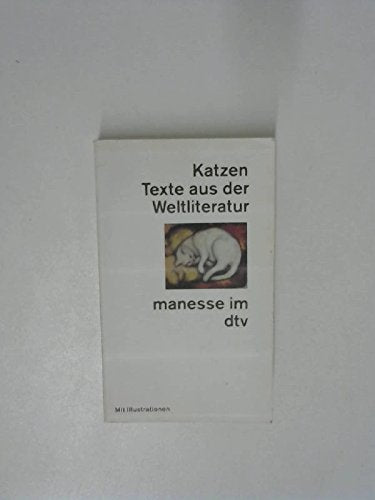 Katzen
Texte aus der
Weltliteratur
manesse im
dtv
Mit Illustrationen